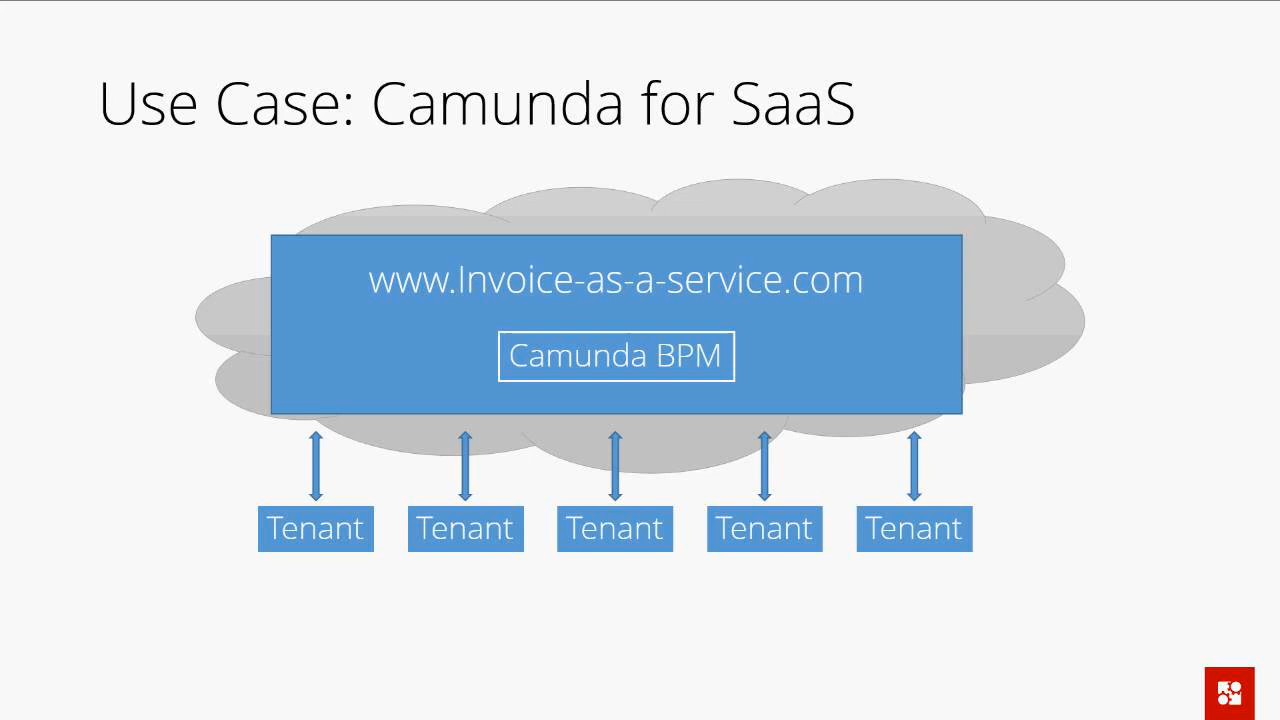 Use Case: Camunda for SaaS
www.Invoice-as-a-service.com
Camunda BPM
Tenant Tenant Tenant Tenant Tenant